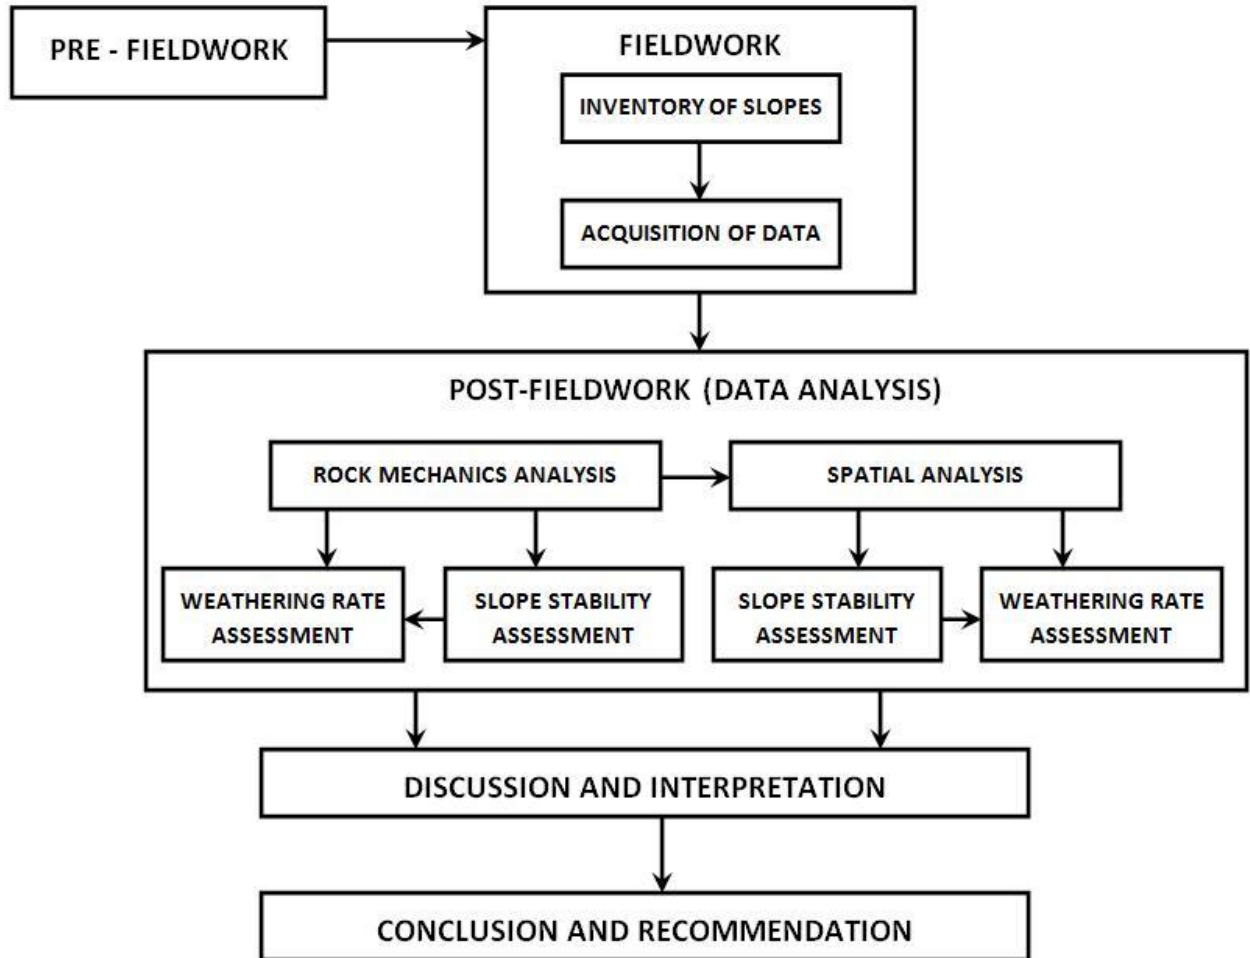 PRE - FIELDWORK
FIELDWORK
INVENTORY OF SLOPES
ACQUISITION OF DATA
POST-FIELDWORK (DATA ANALYSIS)
ROCK MECHANICS ANALYSIS
SPATIAL ANALYSIS
WEATHERING RATE
ASSESSMENT
SLOPE STABILITY
ASSESSMENT
SLOPE STABILITY
ASSESSMENT
WEATHERING RATE
ASSESSMENT
DISCUSSION AND INTERPRETATION
CONCLUSION AND RECOMMENDATION